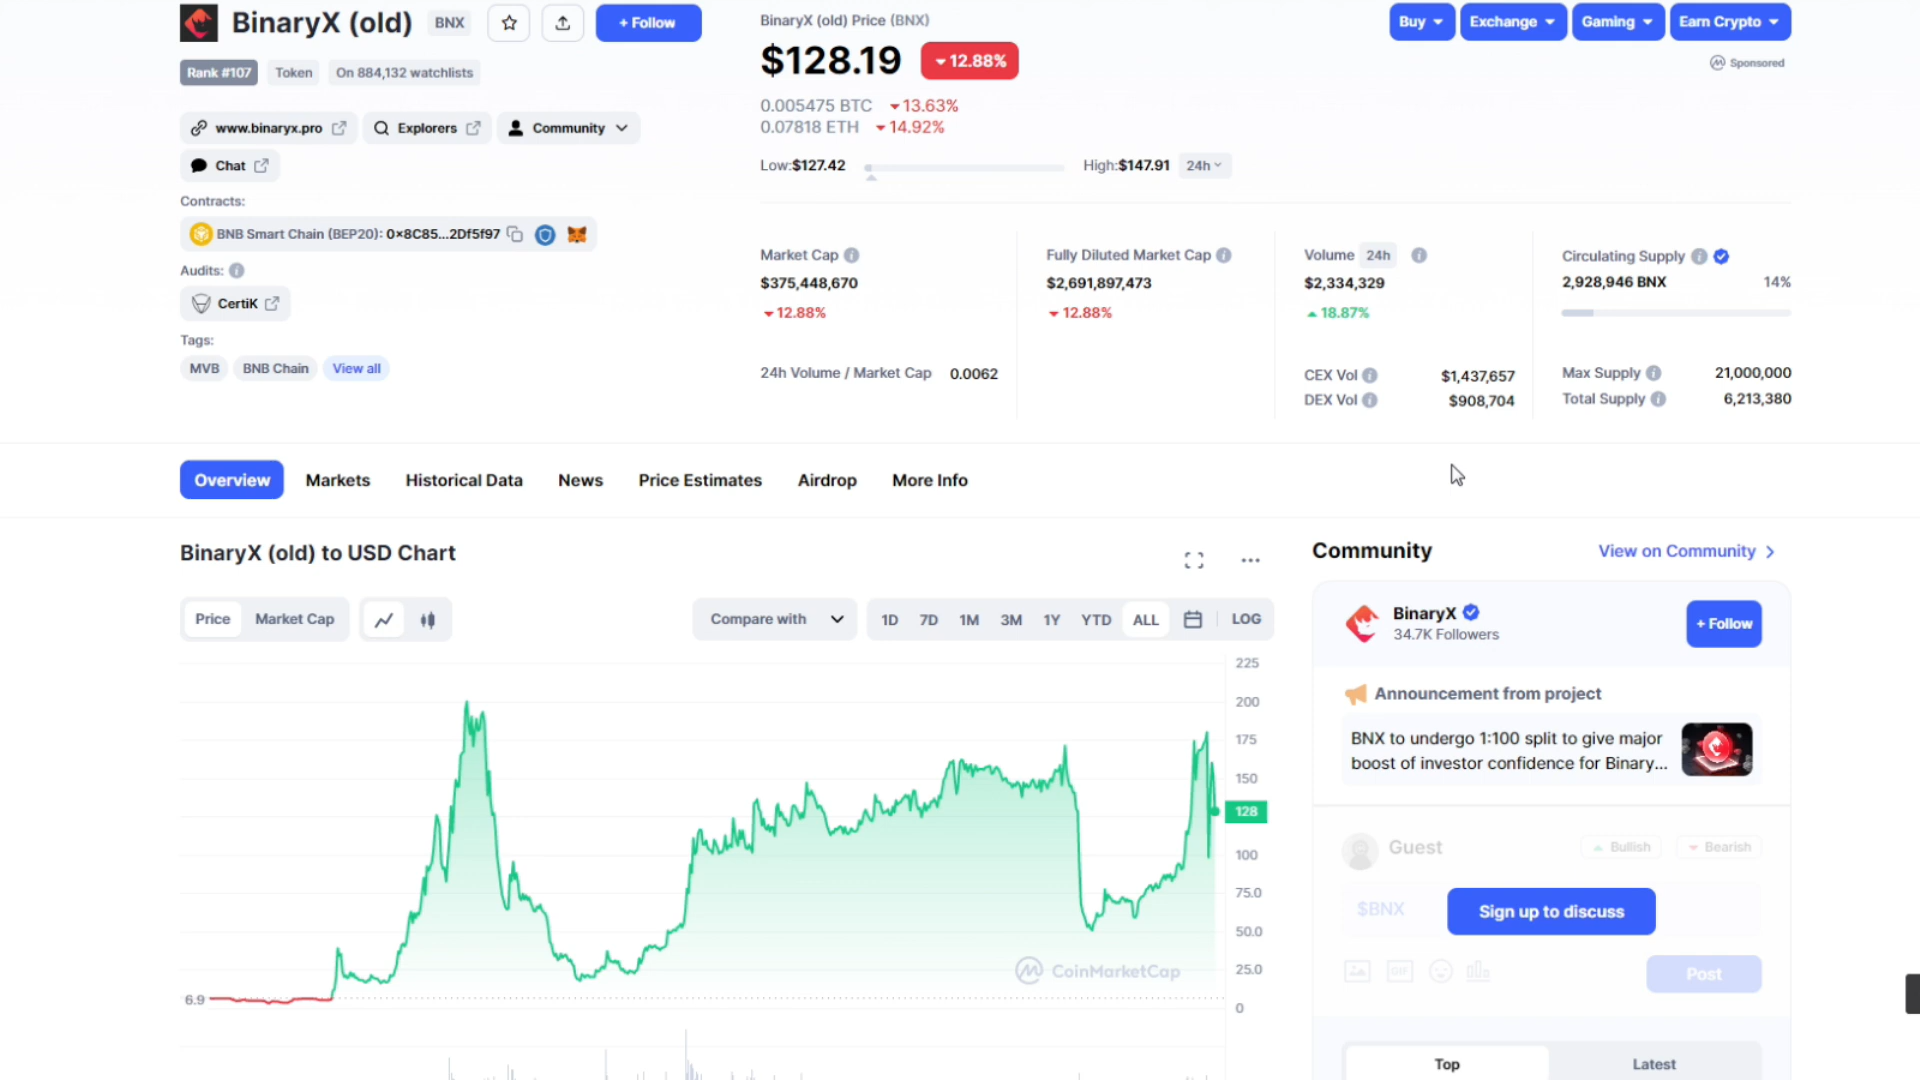 BinaryX (old) BNX + Follow
Rank #107 Token On 884,132 watchlists
www.binaryx.pro Explorers Community
Chat
Contracts:
BNB Smart Chain (BEP20): 0x8C85...2Df5f97
Audits:
CertiK
Tags:
MVB BNB Chain View all
BinaryX (old) Price (BNX)
$128.19 12.88%
0.005475 BTC 13.63%
0.07818 ETH 14.92%
Low:$127.42 High:$147.91 24h
Buy Exchange Gaming Earn Crypto
Sponsored
Market Cap
$375,448,670
12.88%
24h Volume / Market Cap 0.0062
Fully Diluted Market Cap
$2,691,897,473
12.88%
Volume 24h
$2,334,329
18.87%
CEX Vol $1,437,657
DEX Vol $908,704
Circulating Supply
2,928,946 BNX 14%
Max Supply 21,000,000
Total Supply 6,213,380
Overview Markets Historical Data News Price Estimates Airdrop More Info
BinaryX (old) to USD Chart
Price Market Cap Compare with 1D 7D 1M 3M 1Y YTD ALL LOG
225
200
175
150
128
100
75.0
50.0
25.0
0
6.9
CoinMarketCap
Community View on Community
BinaryX
34.7K Followers
+ Follow
Announcement from project
BNX to undergo 1:100 split to give major
boost of investor confidence for Binary...
Guest Bullish Bearish
$BNX
Sign up to discuss
GIF
Post
Top Latest